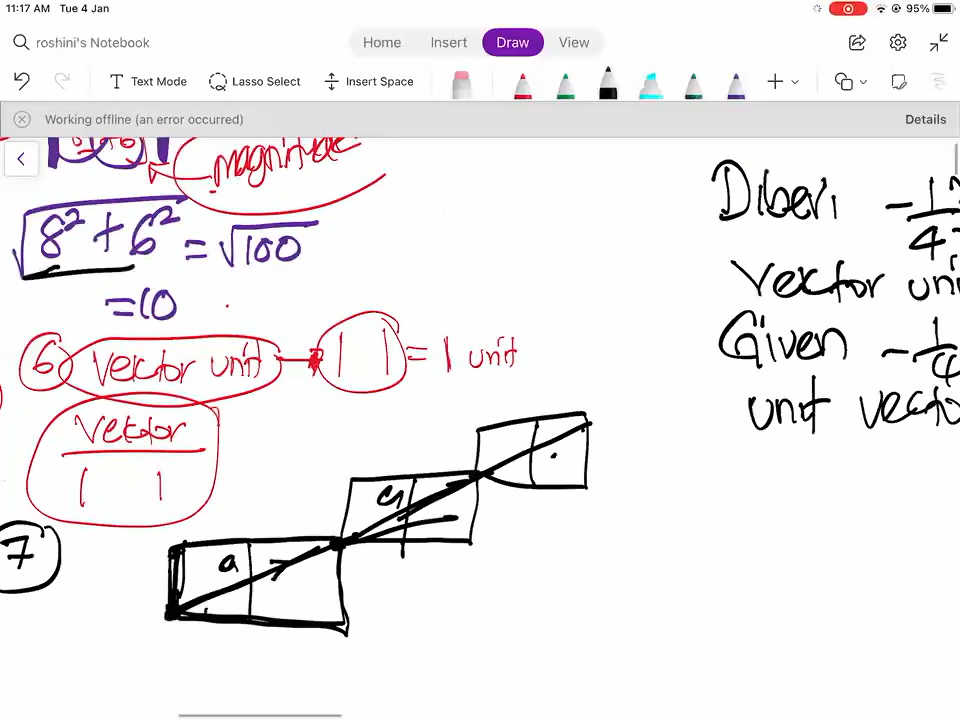 11:17 AM Tue 4 Jan
95%
roshini's Notebook
Home Insert Draw View
Text Mode Lasso Select Insert Space
Working offline (an error occurred) Details
magnitude
√8² + 6² = √100
= 10
6 vektor unit → | | = 1 unit
vektor
| |
7
a
a
Diberi -
vector
Given -
unit